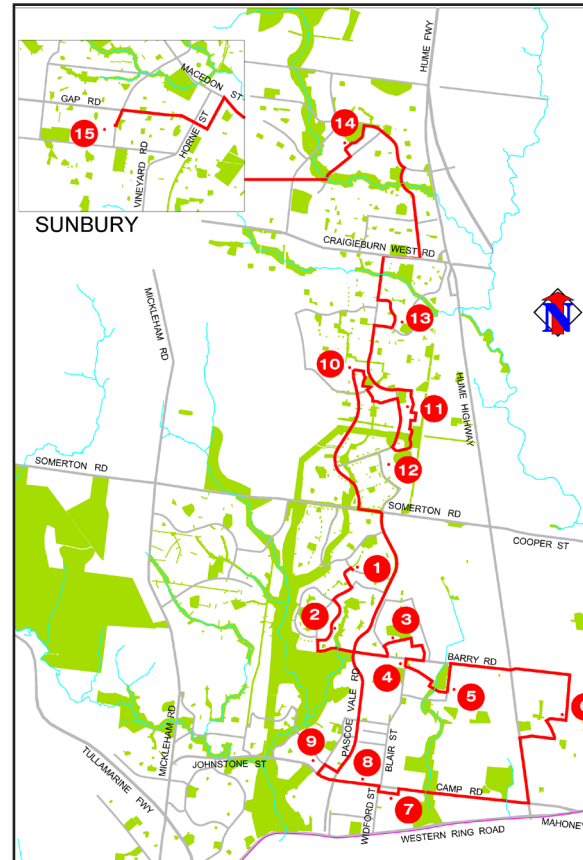 HUME FWY
MACEDON ST
GAP RD
15
HORNE ST
VINEYARD RD
SUNBURY
14
CRAIGIEBURN WEST RD
MICKLEHAM RD
N
13
10
HUME HIGHWAY
11
12
SOMERTON RD
SOMERTON RD
COOPER ST
1
2
3
BARRY RD
4
5
PASCOE VALE RD
MICKLEHAM RD
9
BLAIR ST
JOHNSTONE ST
8
TULLAMARINE FWY
WIDFORD ST
CAMP RD
7
WESTERN RING ROAD
MAHONEY